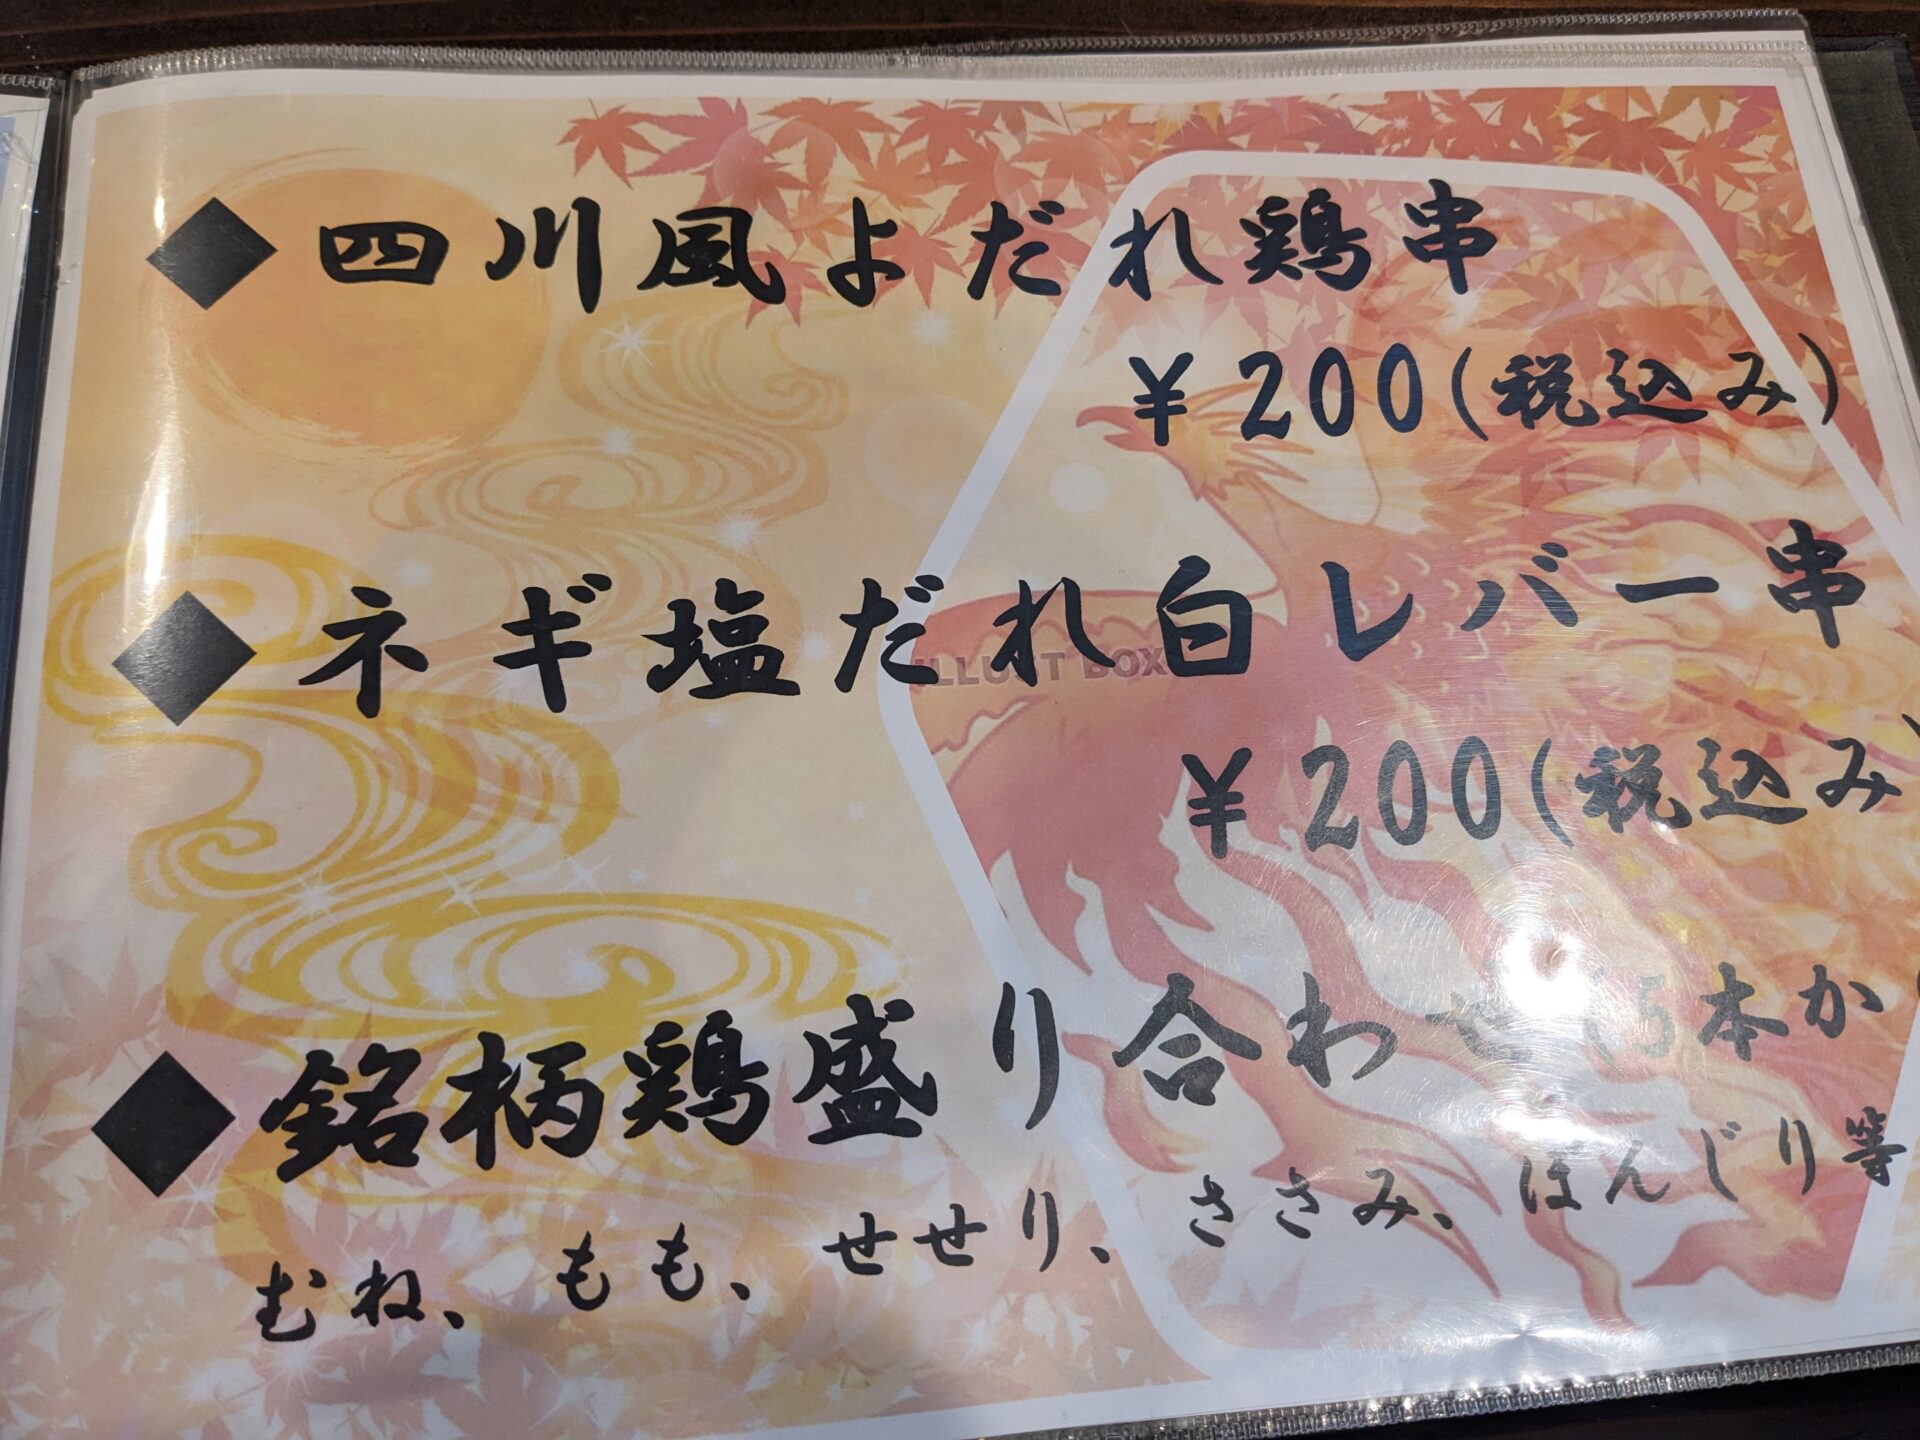 ◆四川風よだれ鶏串
￥200(税込み)
◆ネギ塩だれ白レバー串
ILLUST BOX
￥200(税込み)
◆銘柄鶏盛り合わせ(5本か
むね、もも、せせり、ささみ、ぼんじり等